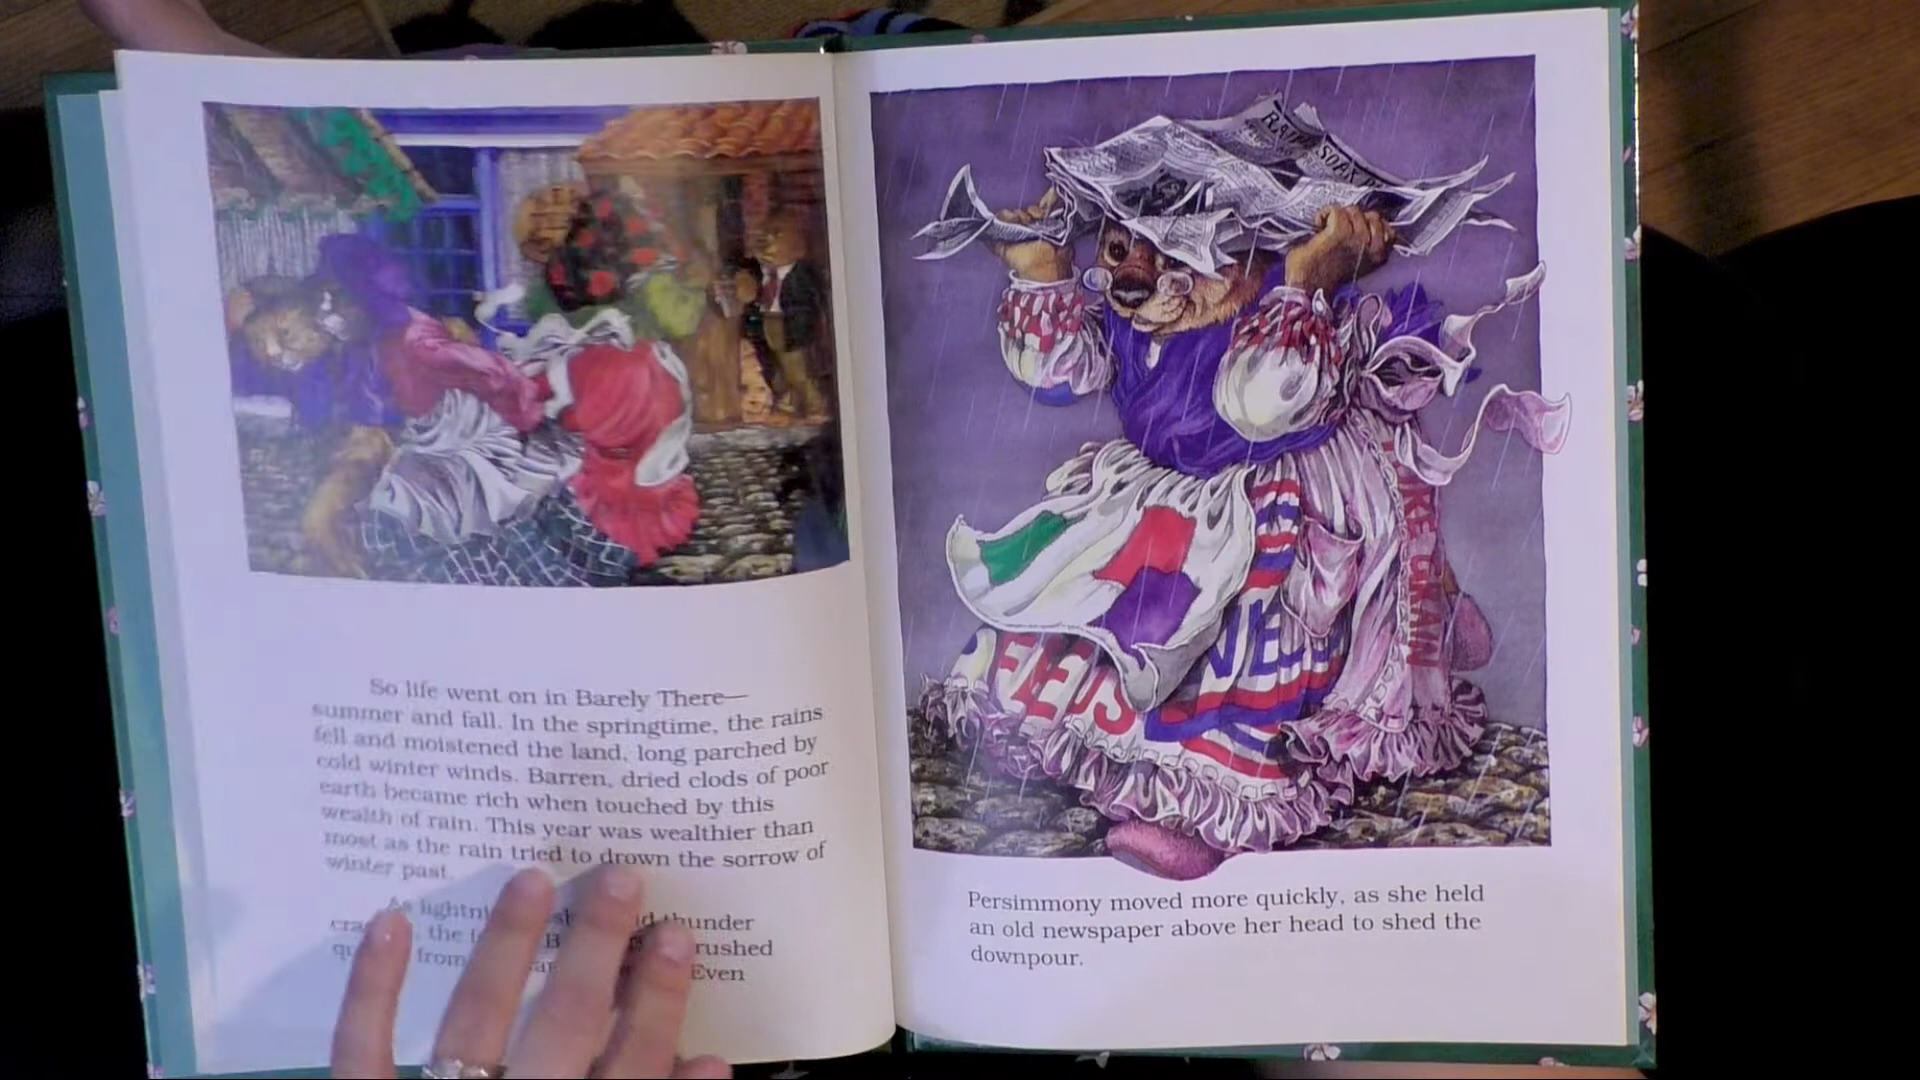 So life went on in Barely There—
summer and fall. In the springtime, the rains
fell and moistened the land, long parched by
cold winter winds. Barren, dried clods of poor
earth became rich when touched by this
wealth of rain. This year was wealthier than
most as the rain tried to drown the sorrow of
winter past.
As thunder
the rushed
from Even
Persimmony moved more quickly, as she held
an old newspaper above her head to shed the
downpour.